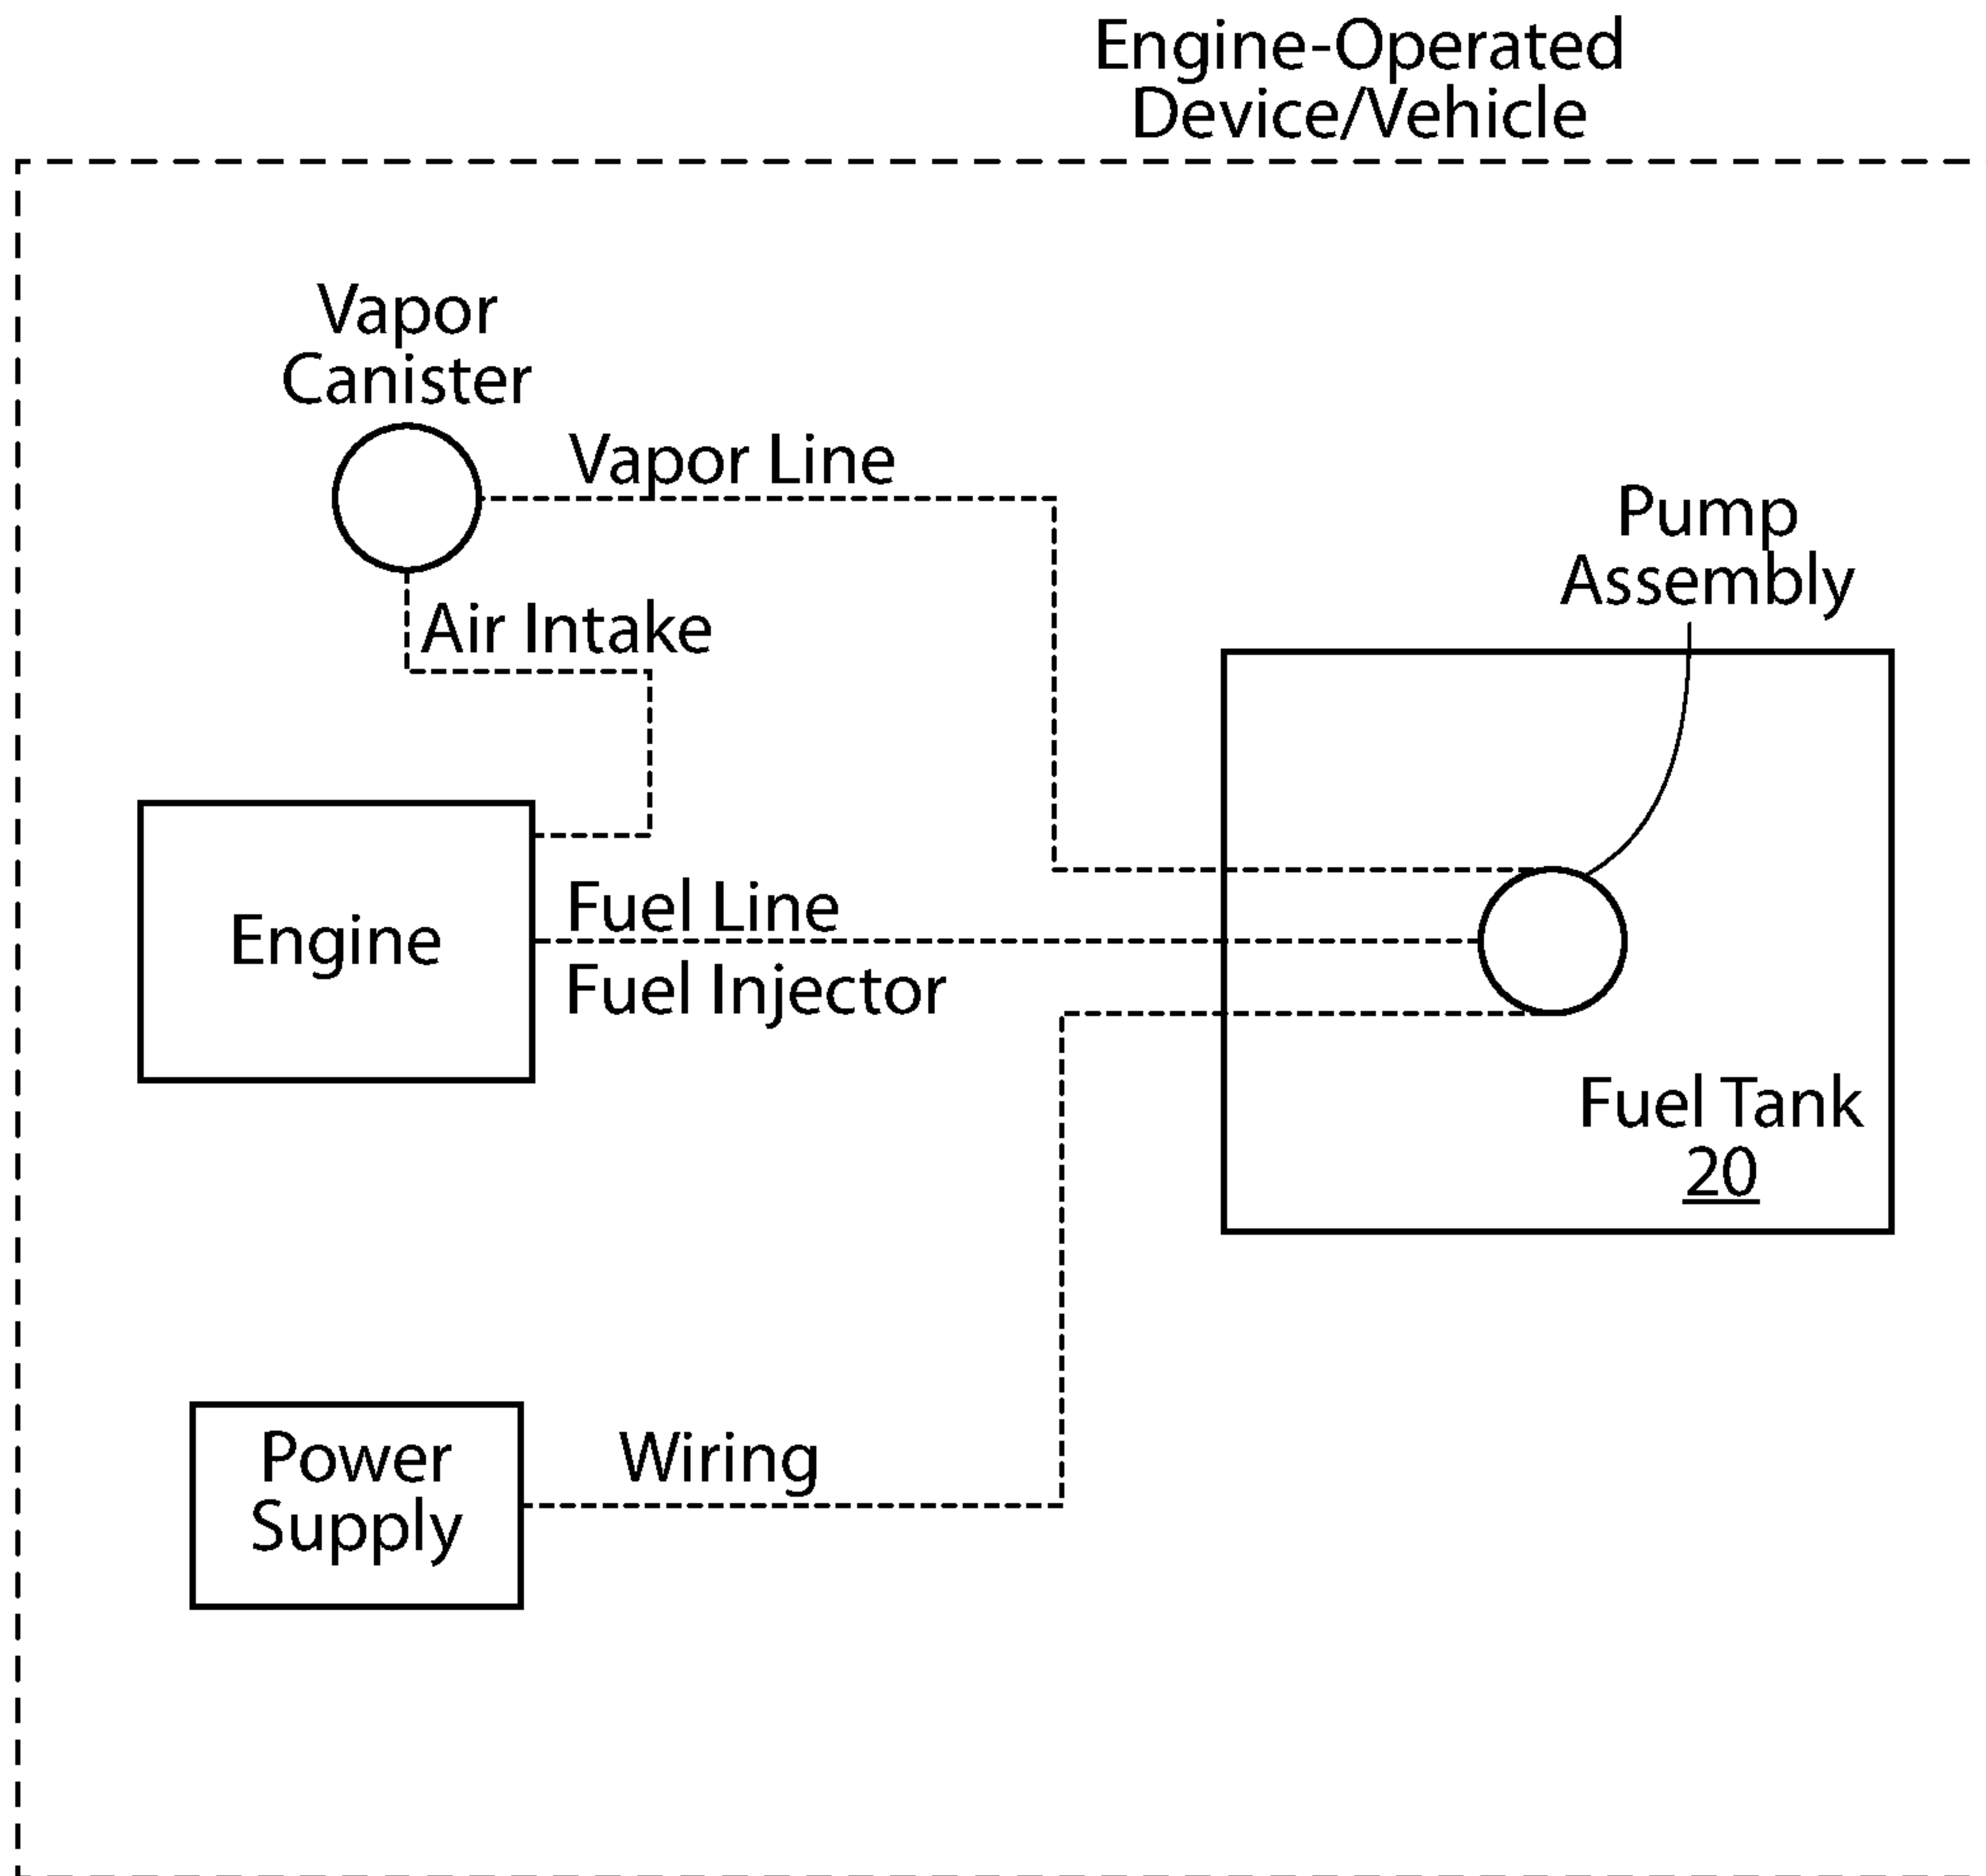 Engine-Operated
Device/Vehicle
Vapor
Canister
Vapor Line
Pump
Assembly
Air Intake
Engine
Fuel Line
Fuel Injector
Fuel Tank
20
Power
Supply
Wiring